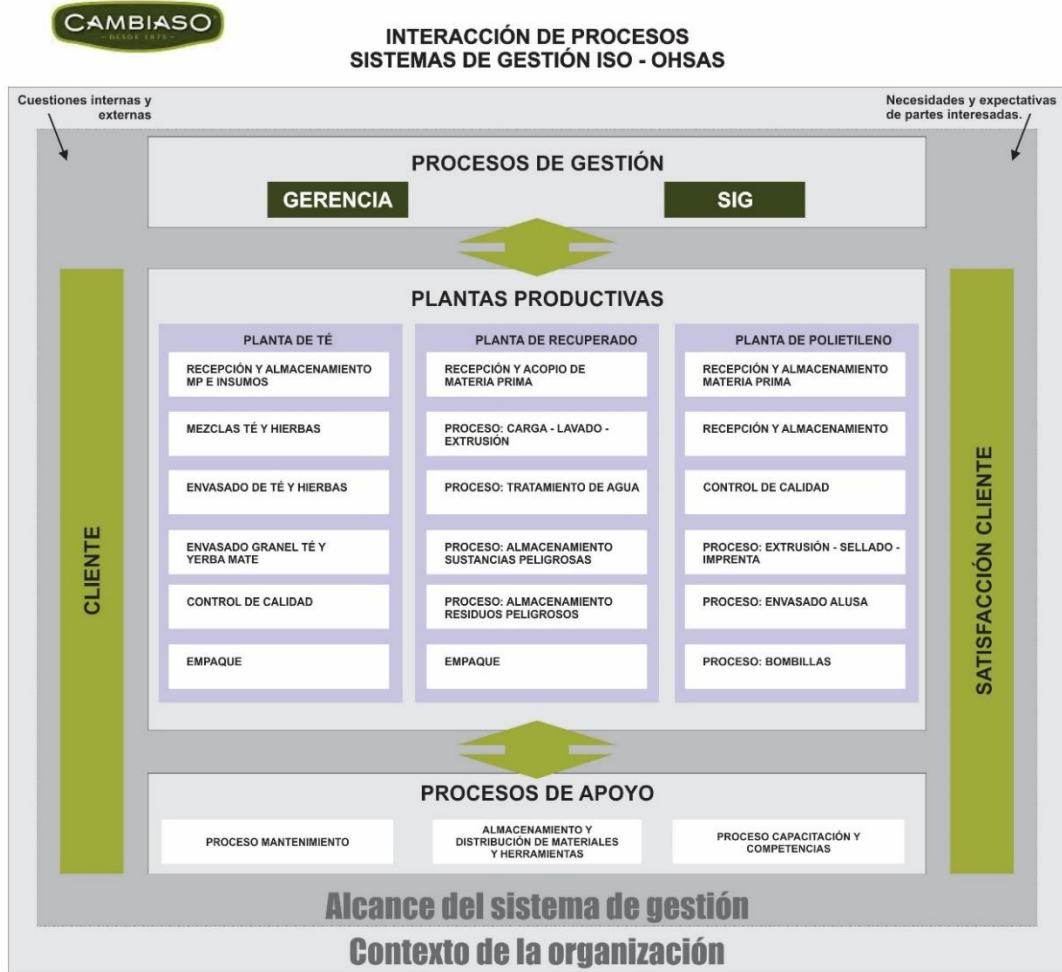 CAMBIASO
DESDE 1875
INTERACCIÓN DE PROCESOS
SISTEMAS DE GESTIÓN ISO - OHSAS
Cuestiones internas y
externas
Necesidades y expectativas
de partes interesadas.
PROCESOS DE GESTIÓN
GERENCIA
SIG
CLIENTE
PLANTAS PRODUCTIVAS
PLANTA DE TÉ
RECEPCIÓN Y ALMACENAMIENTO
MP E INSUMOS
MEZCLAS TÉ Y HIERBAS
ENVASADO DE TÉ Y HIERBAS
ENVASADO GRANEL TÉ Y
YERBA MATE
CONTROL DE CALIDAD
EMPAQUE
PLANTA DE RECUPERADO
RECEPCIÓN Y ACOPIO DE
MATERIA PRIMA
PROCESO: CARGA - LAVADO -
EXTRUSIÓN
PROCESO: TRATAMIENTO DE AGUA
PROCESO: ALMACENAMIENTO
SUSTANCIAS PELIGROSAS
PROCESO: ALMACENAMIENTO
RESIDUOS PELIGROSOS
EMPAQUE
PLANTA DE POLIETILENO
RECEPCIÓN Y ALMACENAMIENTO
MATERIA PRIMA
RECEPCIÓN Y ALMACENAMIENTO
CONTROL DE CALIDAD
PROCESO: EXTRUSIÓN - SELLADO -
IMPRENTA
PROCESO: ENVASADO ALUSA
PROCESO: BOMBILLAS
SATISFACCIÓN CLIENTE
PROCESOS DE APOYO
PROCESO MANTENIMIENTO
ALMACENAMIENTO Y
DISTRIBUCIÓN DE MATERIALES
Y HERRAMIENTAS
PROCESO CAPACITACIÓN Y
COMPETENCIAS
Alcance del sistema de gestión
Contexto de la organización